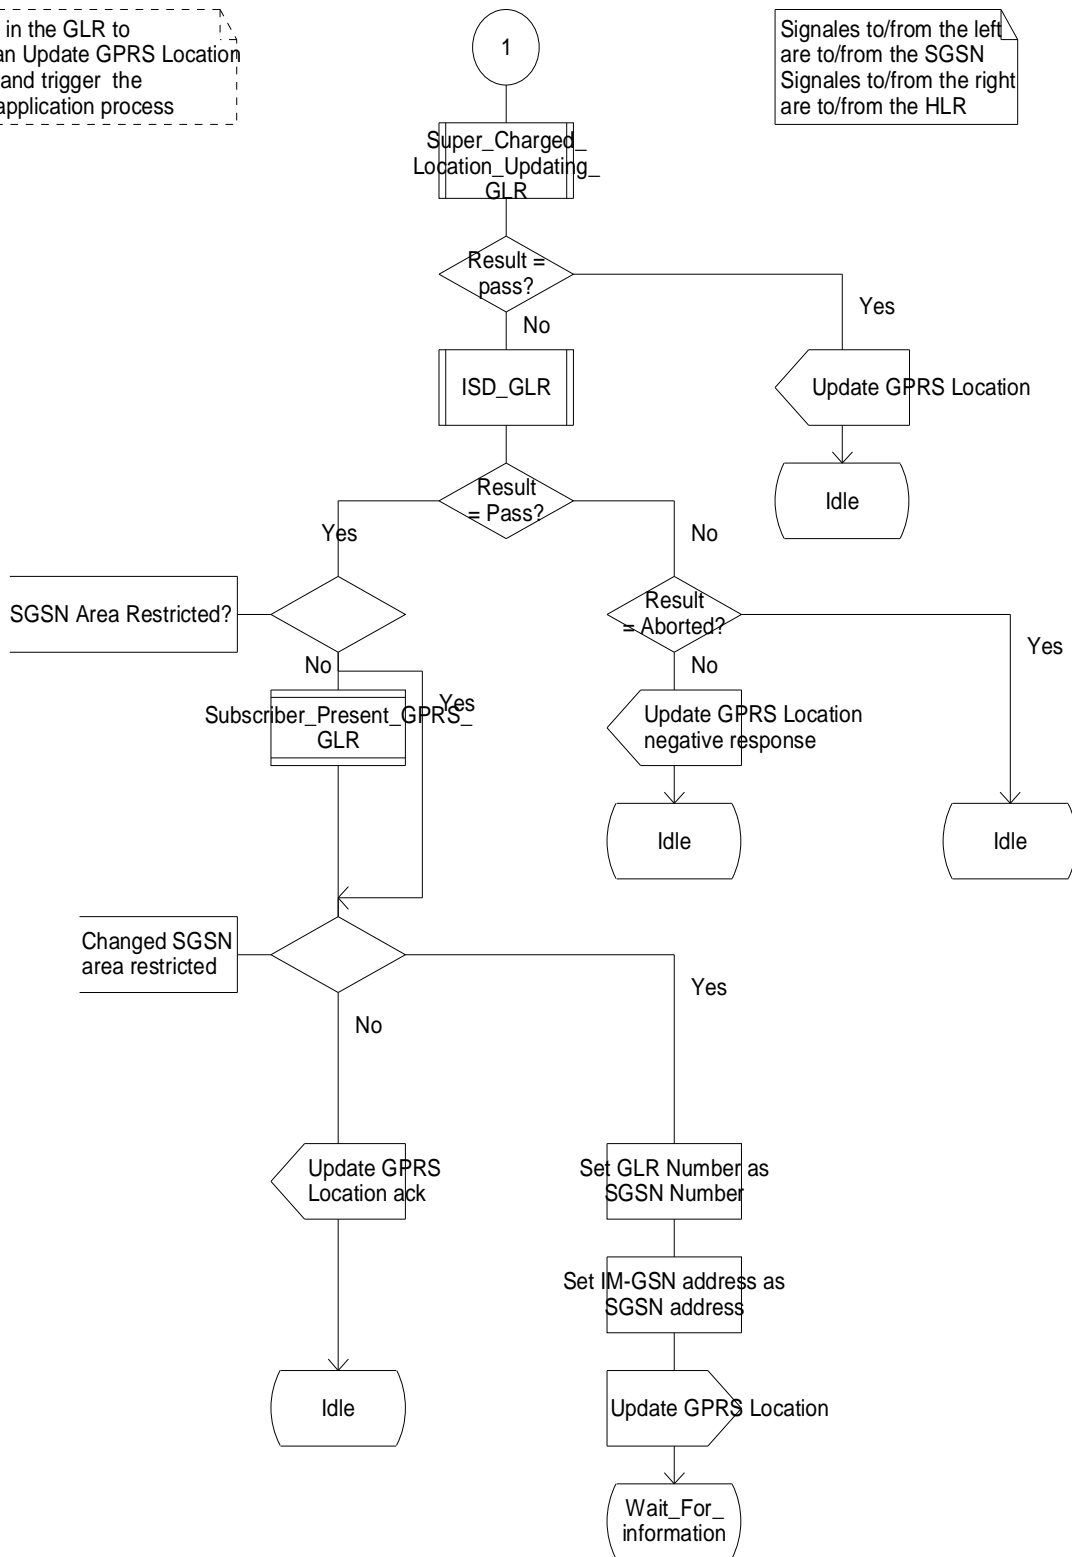 in the GLR to
an Update GPRS Location
and trigger the
application process
1
Signales to/from the left
are to/from the SGSN
Signales to/from the right
are to/from the HLR
Super_Charged_
Location_Updating_
GLR
Result =
pass?
Yes
No
ISD_GLR
Update GPRS Location
Result
= Pass?
Idle
Yes
No
SGSN Area Restricted?
Result
= Aborted?
Yes
No
No
Yes
Subscriber_Present_GPRS_
GLR
Update GPRS Location
negative response
Idle
Idle
Changed SGSN
area restricted
Yes
No
Update GPRS
Location ack
Set GLR Number as
SGSN Number
Set IM-GSN address as
SGSN address
Idle
Update GPRS Location
Wait_For_
information